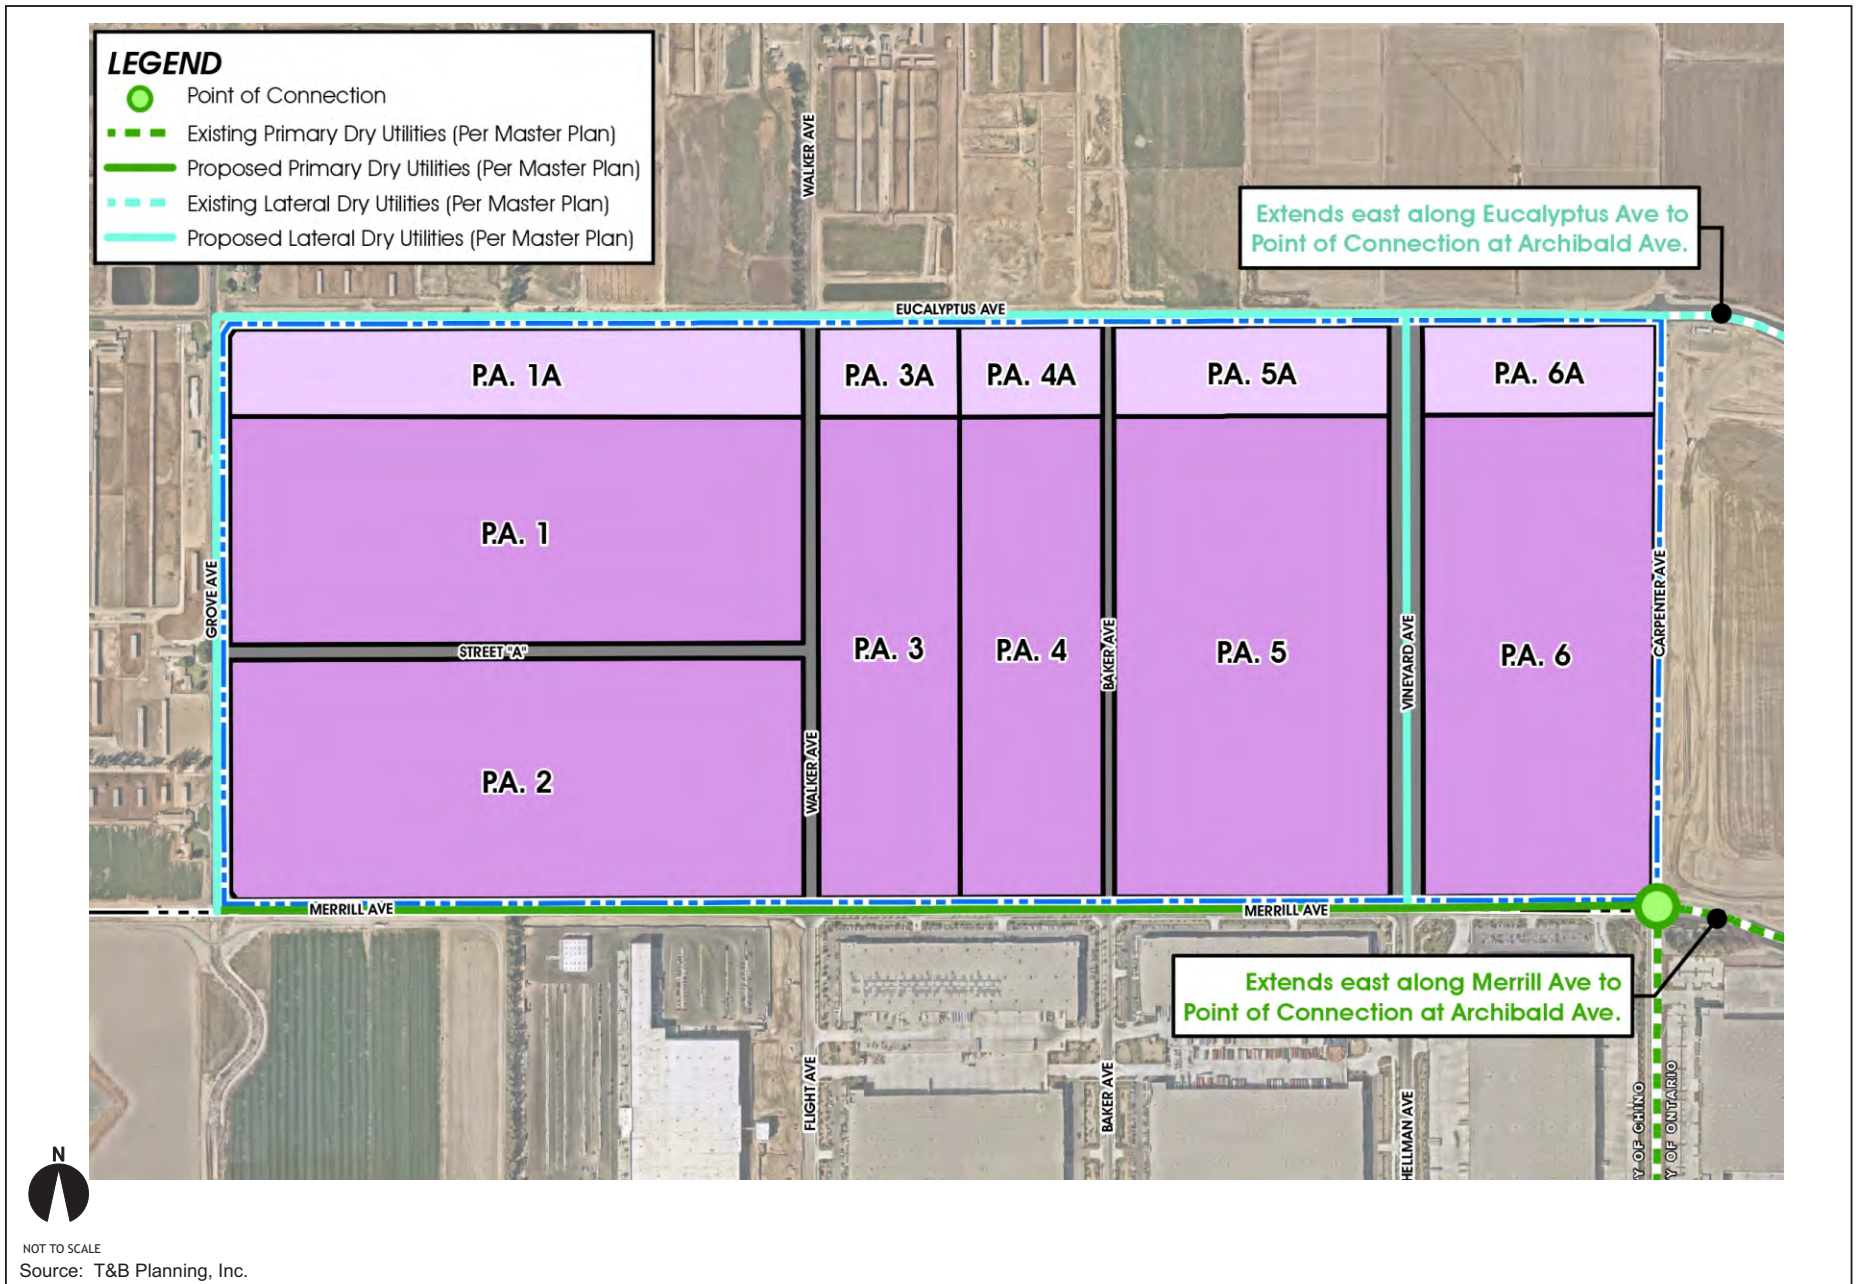 LEGEND
Point of Connection
Existing Primary Dry Utilities (Per Master Plan)
Proposed Primary Dry Utilities (Per Master Plan)
Existing Lateral Dry Utilities (Per Master Plan)
Proposed Lateral Dry Utilities (Per Master Plan)
WALKER AVE
Extends east along Eucalyptus Ave to
Point of Connection at Archibald Ave.
EUCALYPTUS AVE
P.A. 1A
P.A. 3A
P.A. 4A
P.A. 5A
P.A. 6A
P.A. 1
GROVE AVE
STREET "A"
P.A. 3
P.A. 4
BAKER AVE
P.A. 5
VINEYARD AVE
P.A. 6
CARPENTER AVE
P.A. 2
WALKER AVE
MERRILL AVE
MERRILL AVE
Extends east along Merrill Ave to
Point of Connection at Archibald Ave.
FLIGHT AVE
BAKER AVE
HELLMAN AVE
Y OF CHINO
Y OF ONTARIO
N
NOT TO SCALE
Source: T&B Planning, Inc.